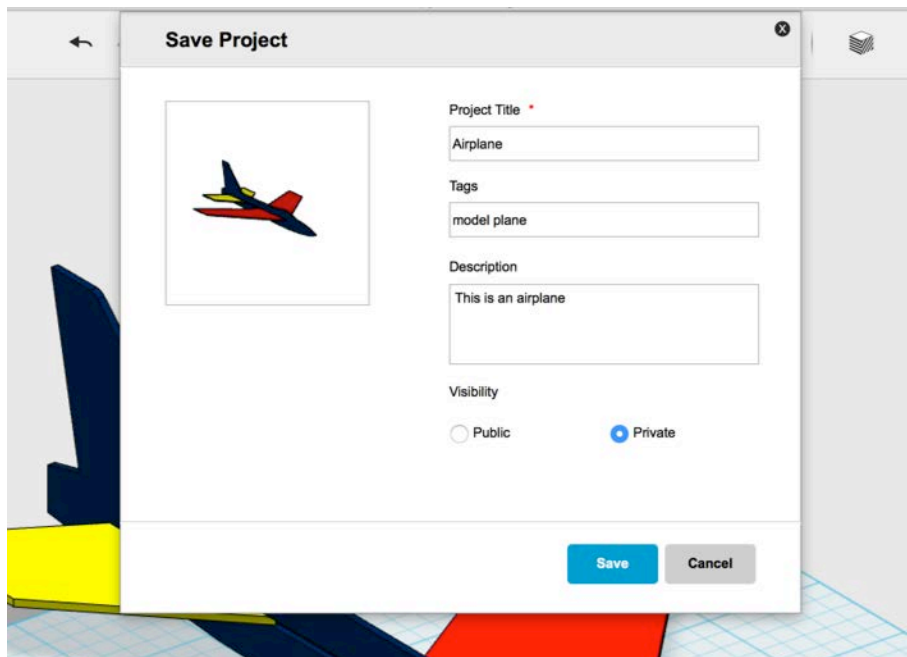 Save Project
Project Title *
Airplane
Tags
model plane
Description
This is an airplane
Visibility
Public
Private
Save
Cancel